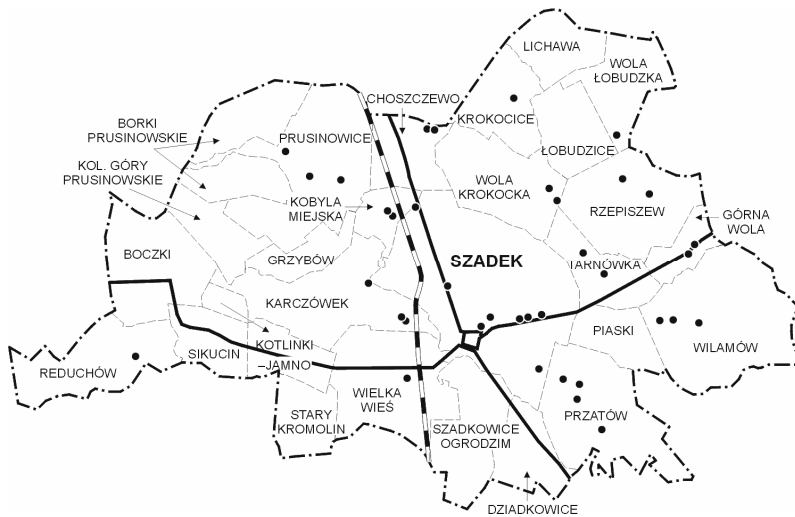 LICHAWA
WOLA
ŁOBUDZKA
CHOSZCZEWO
KROKOCICE
BORKI
PRUSINOWSKIE
PRUSINOWICE
ŁOBUDZICE
KOL. GÓRY
PRUSINOWSKIE
WOLA
KROKOCKA
KOBYLA
MIEJSKA
RZEPISZEW
GÓRNA
WOLA
BOCZKI
GRZYBÓW
SZADEK
TARNÓWKA
KARCZÓWEK
PIASKI
WILAMÓW
KOTLINKI
–JAMNO
SIKUCIN
REDUCHÓW
WIELKA
WIEŚ
STARY
KROMOLIN
SZADKOWICE
OGRODZIM
PRZATÓW
DZIADKOWICE